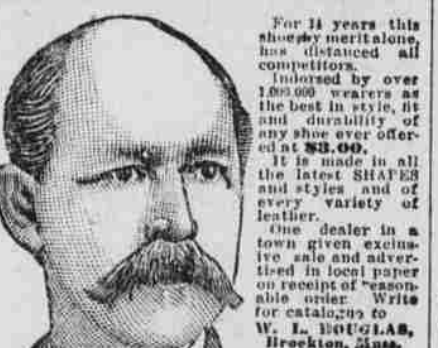 For 14 years this
shoe, by merit alone,
has distanced all
competitors.
Indorsed by over
1,000,000 wearers as
the best in style, fit
and durability of
any shoe ever offer-
ed at $3.00.
It is made in all
the latest SHAPES
and styles and of
every variety of
leather.
One dealer in a
town given exclus-
ive sale and adver-
tised in local paper
on receipt of reason-
able order. Write
for catalogue to
W. L. DOUGLAS,
Brockton, Mass.